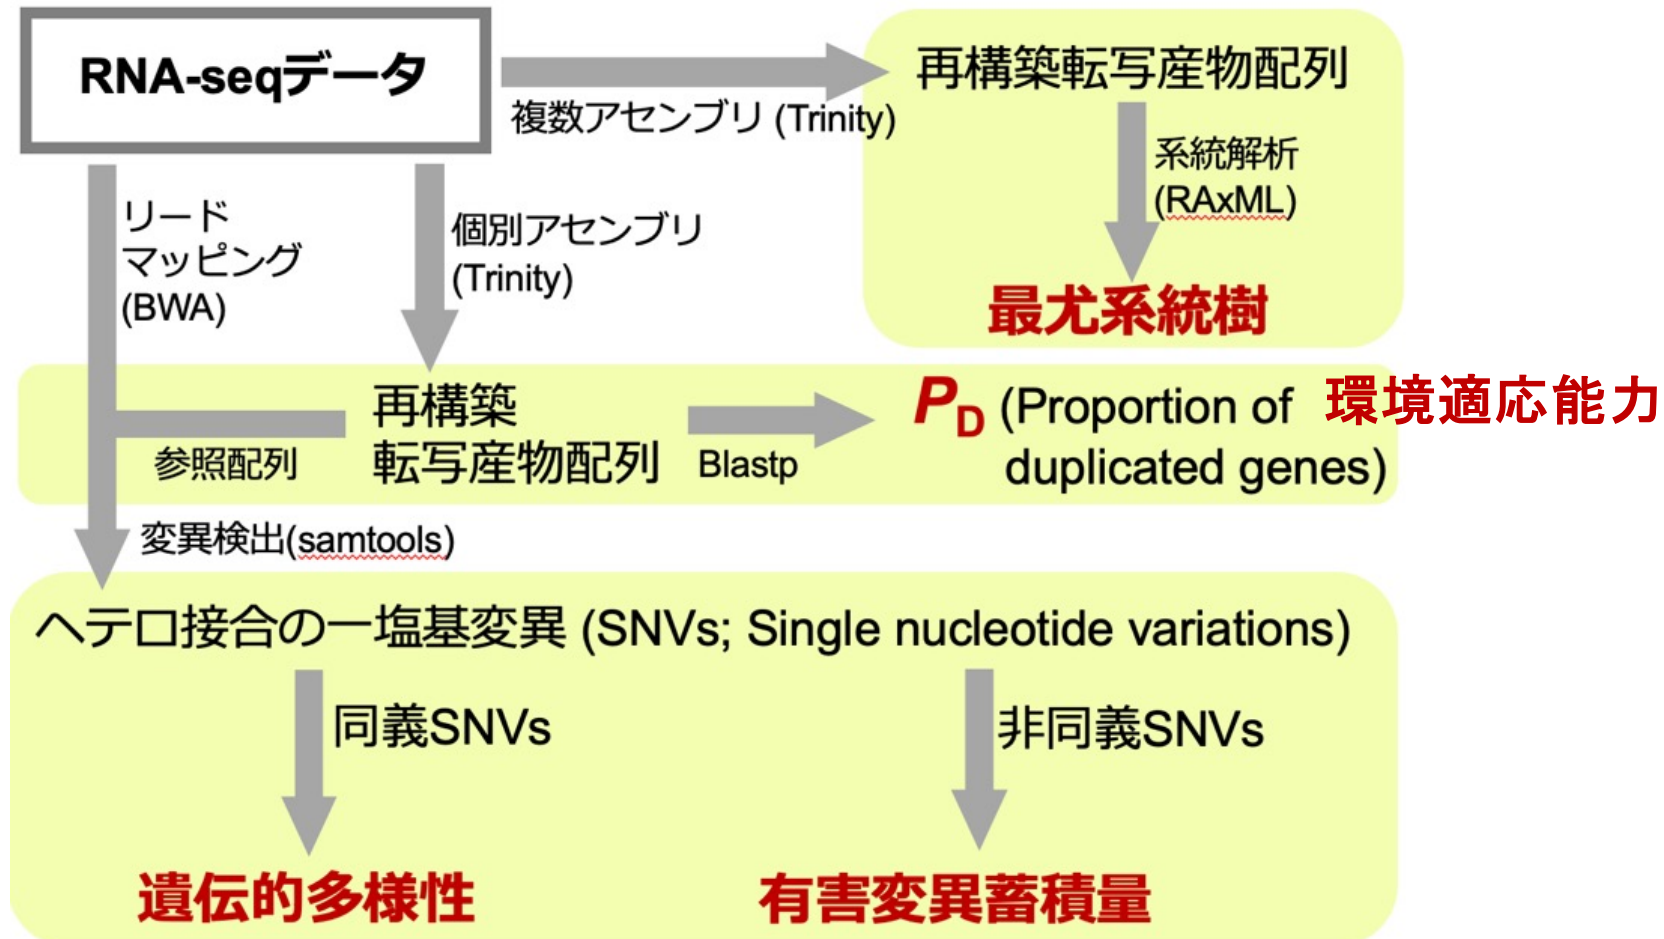 RNA-seqデータ
複数アセンブリ (Trinity)
再構築転写産物配列
系統解析
(RAxML)
最尤系統樹
リード
マッピング
(BWA)
個別アセンブリ
(Trinity)
参照配列
再構築
転写産物配列
Blastp
PD (Proportion of
duplicated genes)
環境適応能力
変異検出(samtools)
ヘテロ接合の一塩基変異 (SNVs; Single nucleotide variations)
同義SNVs
非同義SNVs
遺伝的多様性
有害変異蓄積量